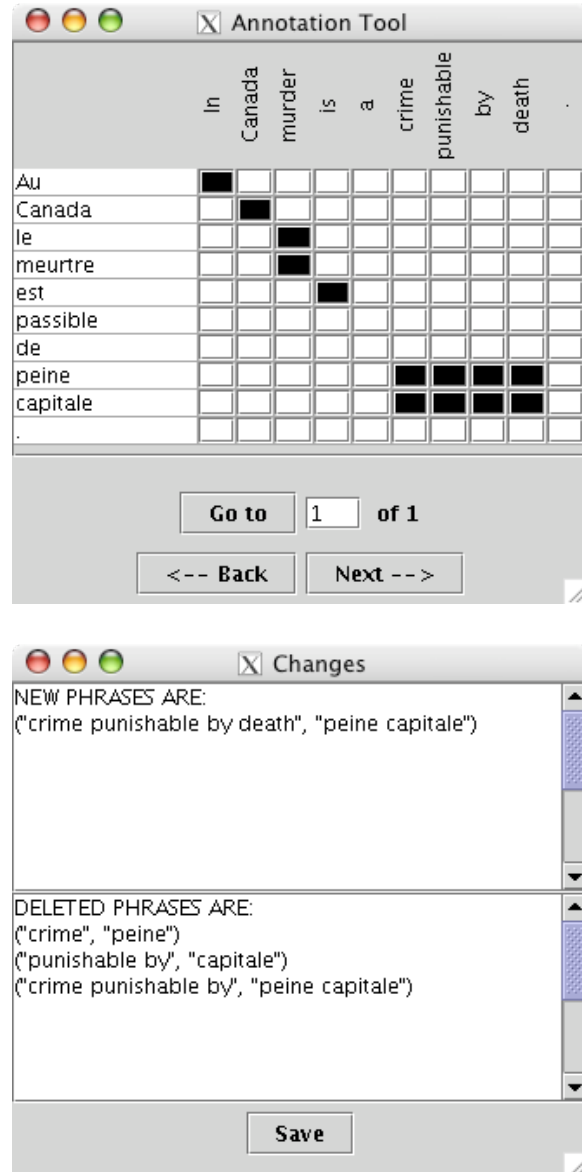 X Annotation Tool
In Canada murder is a crime punishable by death .
Au
Canada
le
meurtre
est
passible
de
peine
capitale
.
Go to 1 of 1
<-- Back Next -->
X Changes
NEW PHRASES ARE:
("crime punishable by death", "peine capitale")
DELETED PHRASES ARE:
("crime", "peine")
("punishable by", "capitale")
("crime punishable by", "peine capitale")
Save